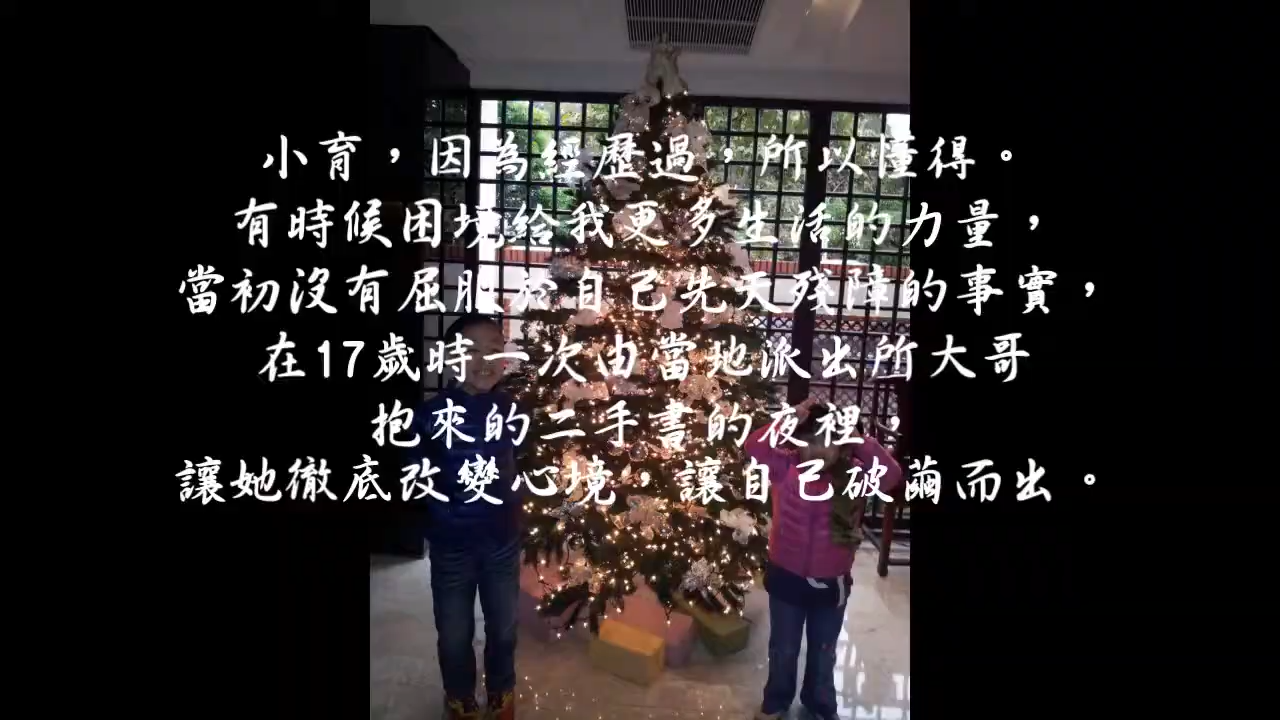 小育，因為經歷過，所以懂得。
有時候困境給我更多生活的力量，
當初沒有屈服於自己先天殘障的事實，
在17歲時一次由當地派出所大哥
抱來的二手書的夜裡，
讓她徹底改變心境，讓自己破繭而出。